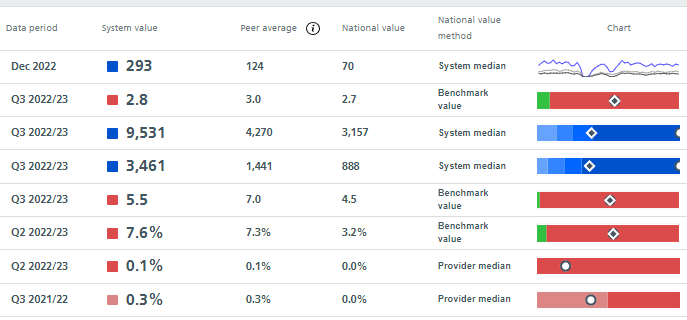 Data period System value Peer average i National value National value method Chart
Dec 2022 293 124 70 System median
Q3 2022/23 2.8 3.0 2.7 Benchmark value
Q3 2022/23 9,531 4,270 3,157 System median
Q3 2022/23 3,461 1,441 888 System median
Q3 2022/23 5.5 7.0 4.5 Benchmark value
Q2 2022/23 7.6% 7.3% 3.2% Benchmark value
Q2 2022/23 0.1% 0.1% 0.0% Provider median
Q3 2021/22 0.3% 0.3% 0.0% Provider median